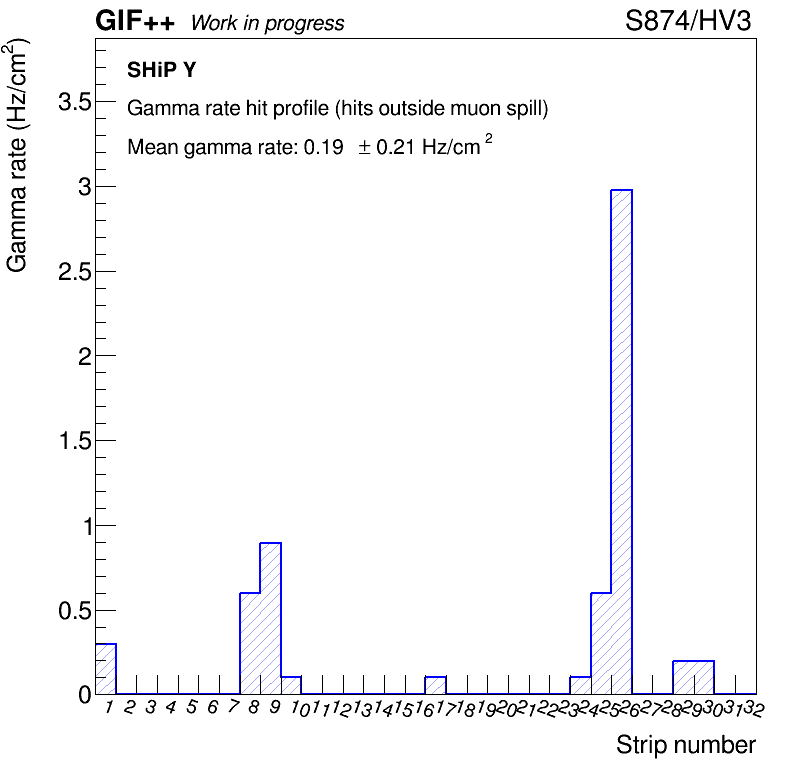 GIF++ Work in progress S874/HV3
SHiP Y
Gamma rate hit profile (hits outside muon spill)
Mean gamma rate: 0.19 ± 0.21 Hz/cm²
Gamma rate (Hz/cm²)
3.5
3
2.5
2
1.5
1
0.5
0
1 2 3 4 5 6 7 8 9 10 11 12 13 14 15 16 17 18 19 20 21 22 23 24 25 26 27 28 29 30 31 32
Strip number